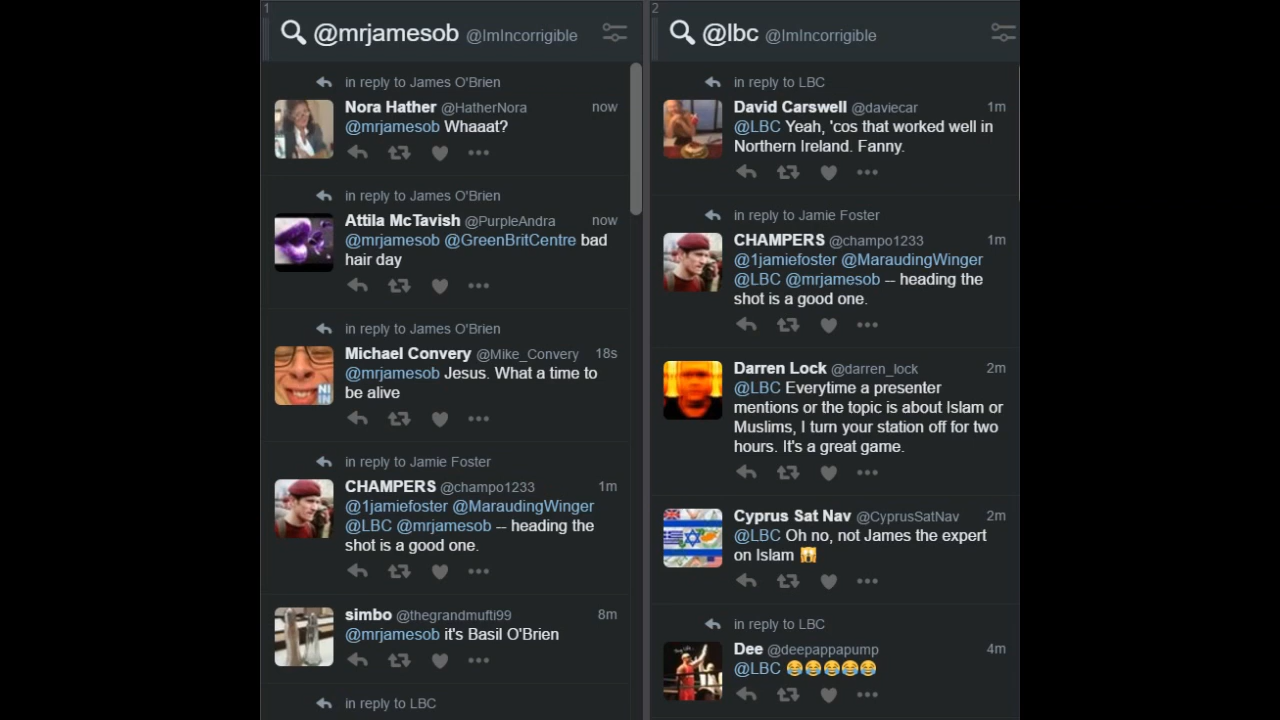 1
@mrjamesob @ImIncorrigible
in reply to James O'Brien
Nora Hather @HatherNora now
@mrjamesob Whaaat?
in reply to James O'Brien
Attila McTavish @PurpleAndra now
@mrjamesob @GreenBritCentre bad
hair day
in reply to James O'Brien
Michael Convery @Mike_Convery 18s
@mrjamesob Jesus. What a time to
be alive
in reply to Jamie Foster
CHAMPERS @champo1233 1m
@1jamiefoster @MaraudingWinger
@LBC @mrjamesob -- heading the
shot is a good one.
simbo @thegrandmufti99 8m
@mrjamesob it's Basil O'Brien
in reply to LBC
2
@lbc @ImIncorrigible
in reply to LBC
David Carswell @daviecar 1m
@LBC Yeah, 'cos that worked well in
Northern Ireland. Fanny.
in reply to Jamie Foster
CHAMPERS @champo1233 1m
@1jamiefoster @MaraudingWinger
@LBC @mrjamesob -- heading the
shot is a good one.
Darren Lock @darren_lock 2m
@LBC Everytime a presenter
mentions or the topic is about Islam or
Muslims, I turn your station off for two
hours. It's a great game.
Cyprus Sat Nav @CyprusSatNav 2m
@LBC Oh no, not James the expert
on Islam 🙀
in reply to LBC
Dee @deepappapump 4m
@LBC 😂😂😂😂😂